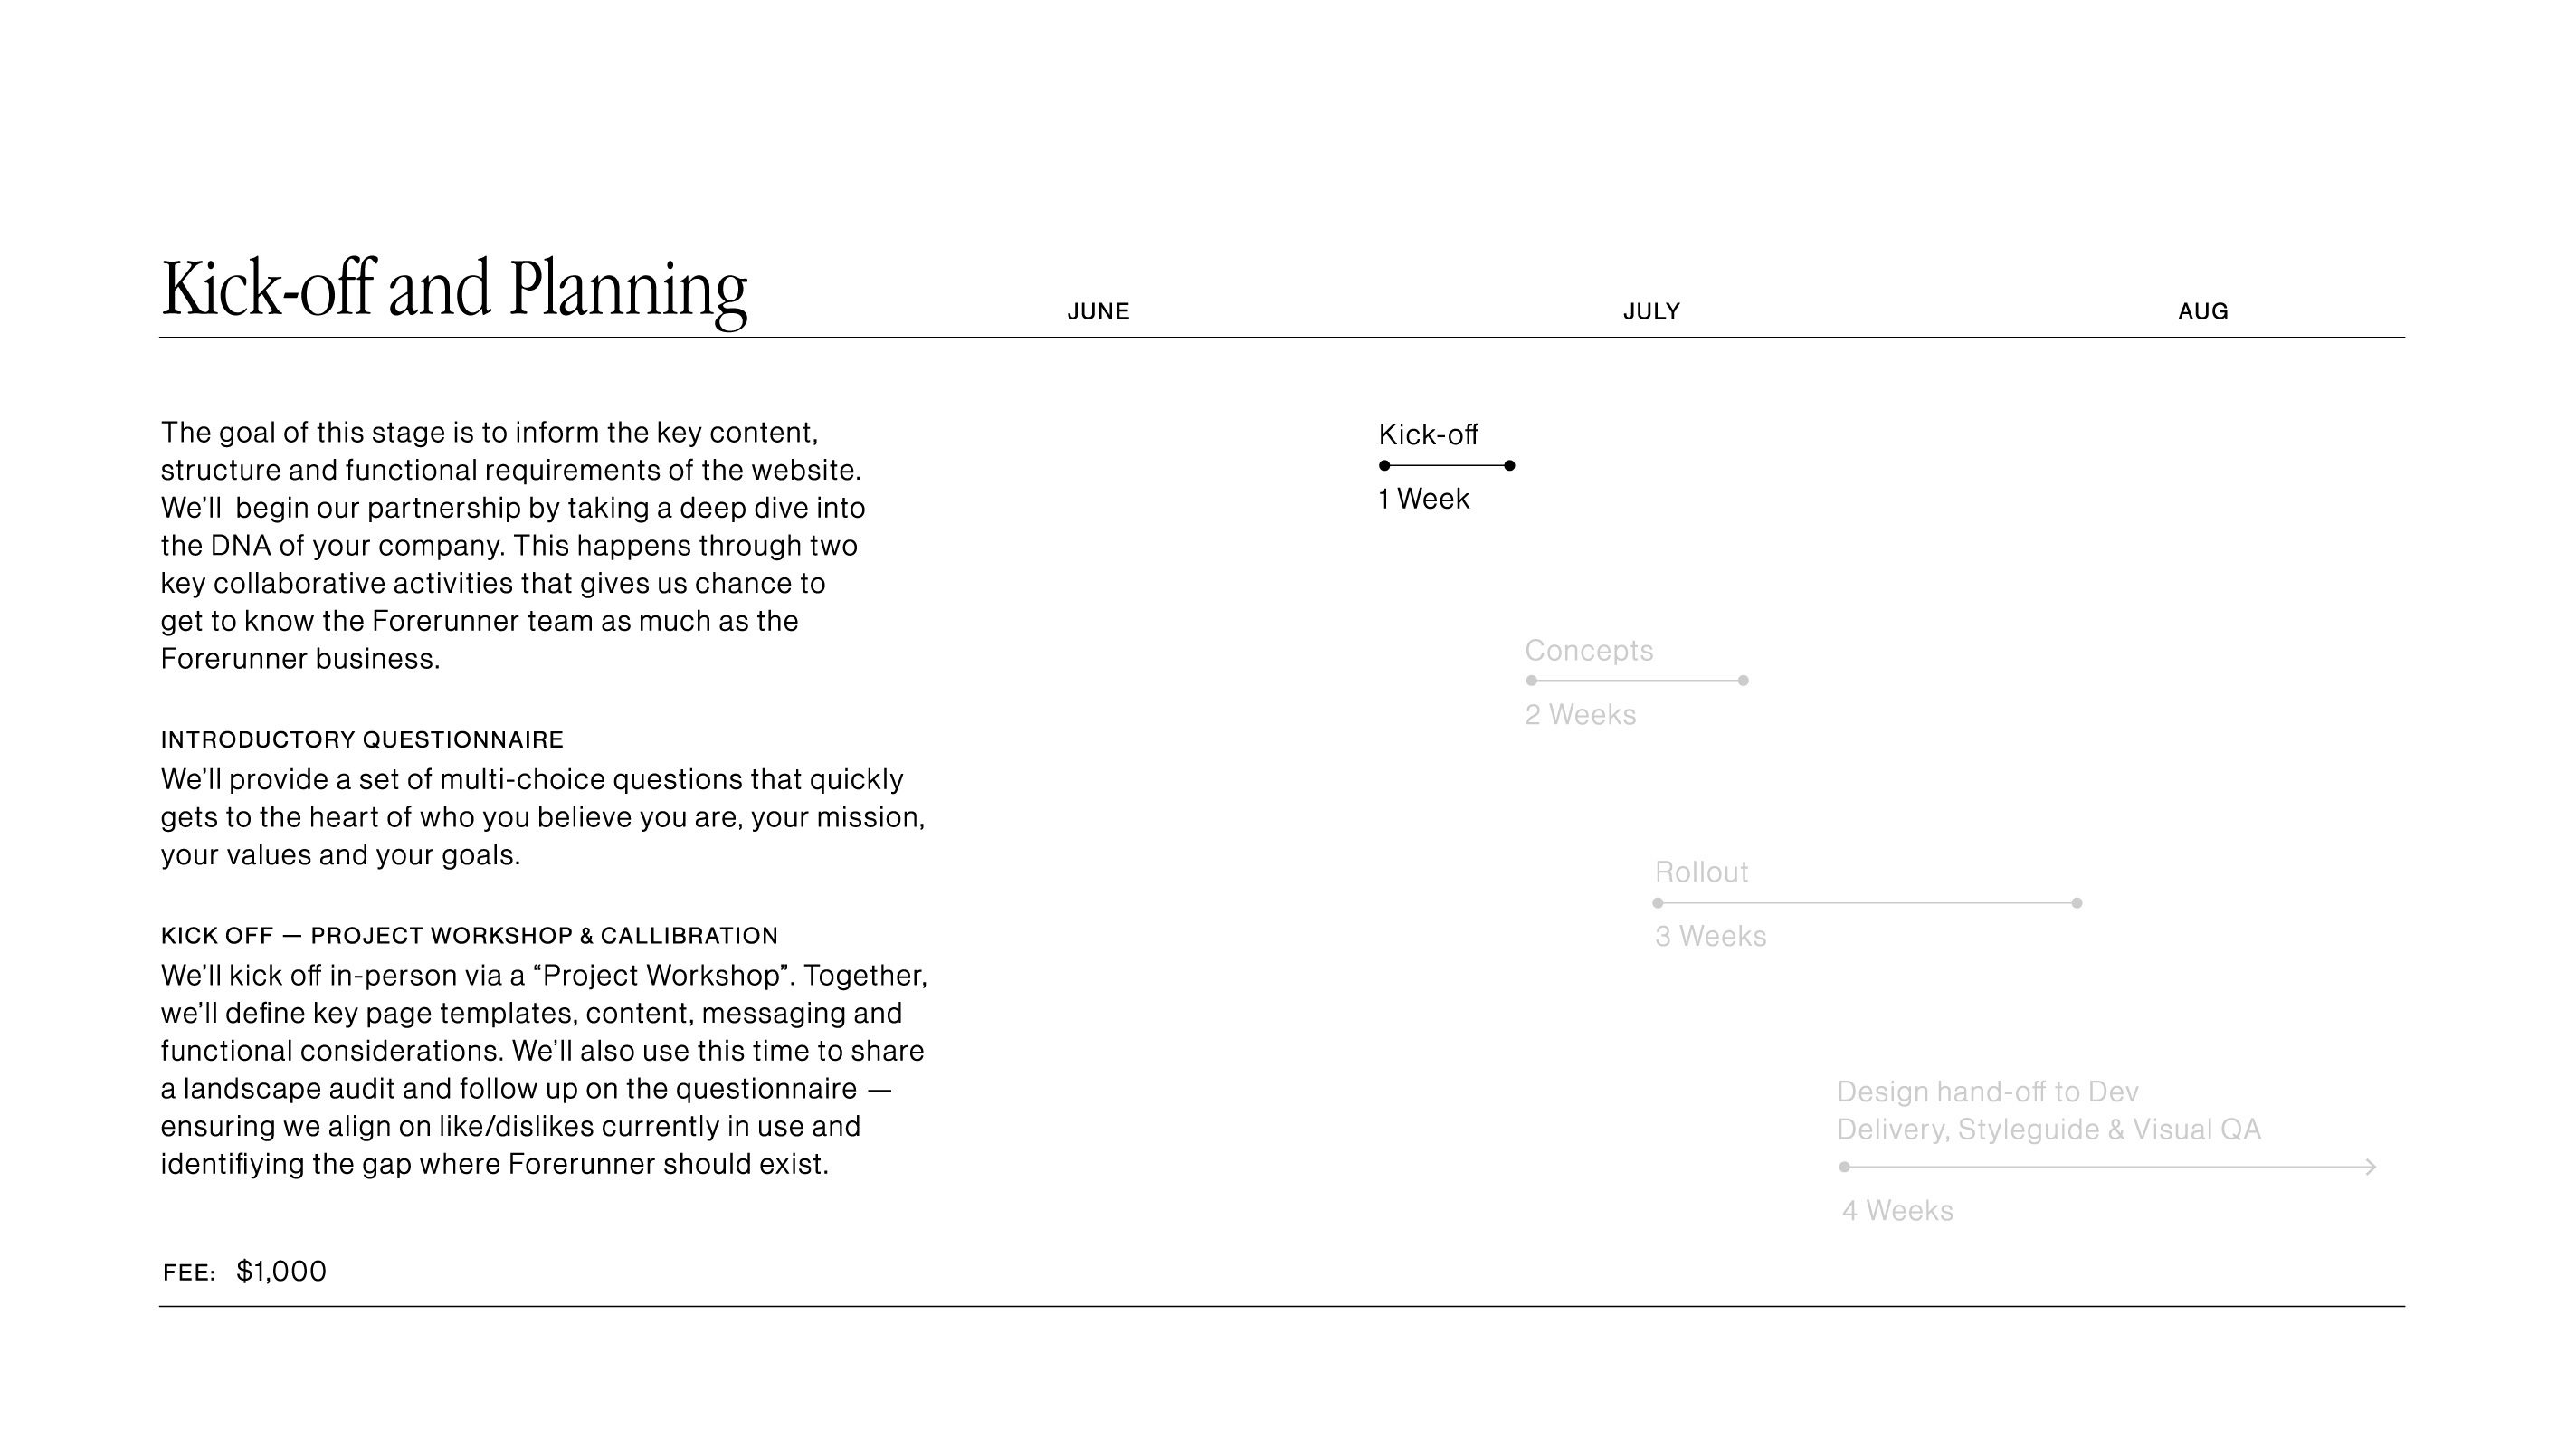 Kick-off and Planning
JUNE
JULY
AUG
The goal of this stage is to inform the key content,
structure and functional requirements of the website.
We’ll  begin our partnership by taking a deep dive into
the DNA of your company. This happens through two
key collaborative activities that gives us chance to
get to know the Forerunner team as much as the
Forerunner business.
INTRODUCTORY QUESTIONNAIRE
We’ll provide a set of multi-choice questions that quickly
gets to the heart of who you believe you are, your mission,
your values and your goals.
KICK OFF — PROJECT WORKSHOP & CALLIBRATION
We’ll kick off in-person via a “Project Workshop”. Together,
we’ll define key page templates, content, messaging and
functional considerations. We’ll also use this time to share
a landscape audit and follow up on the questionnaire —
ensuring we align on like/dislikes currently in use and
identifiying the gap where Forerunner should exist.
FEE: $1,000
Kick-off
1 Week
Concepts
2 Weeks
Rollout
3 Weeks
Design hand-off to Dev
Delivery, Styleguide & Visual QA
4 Weeks